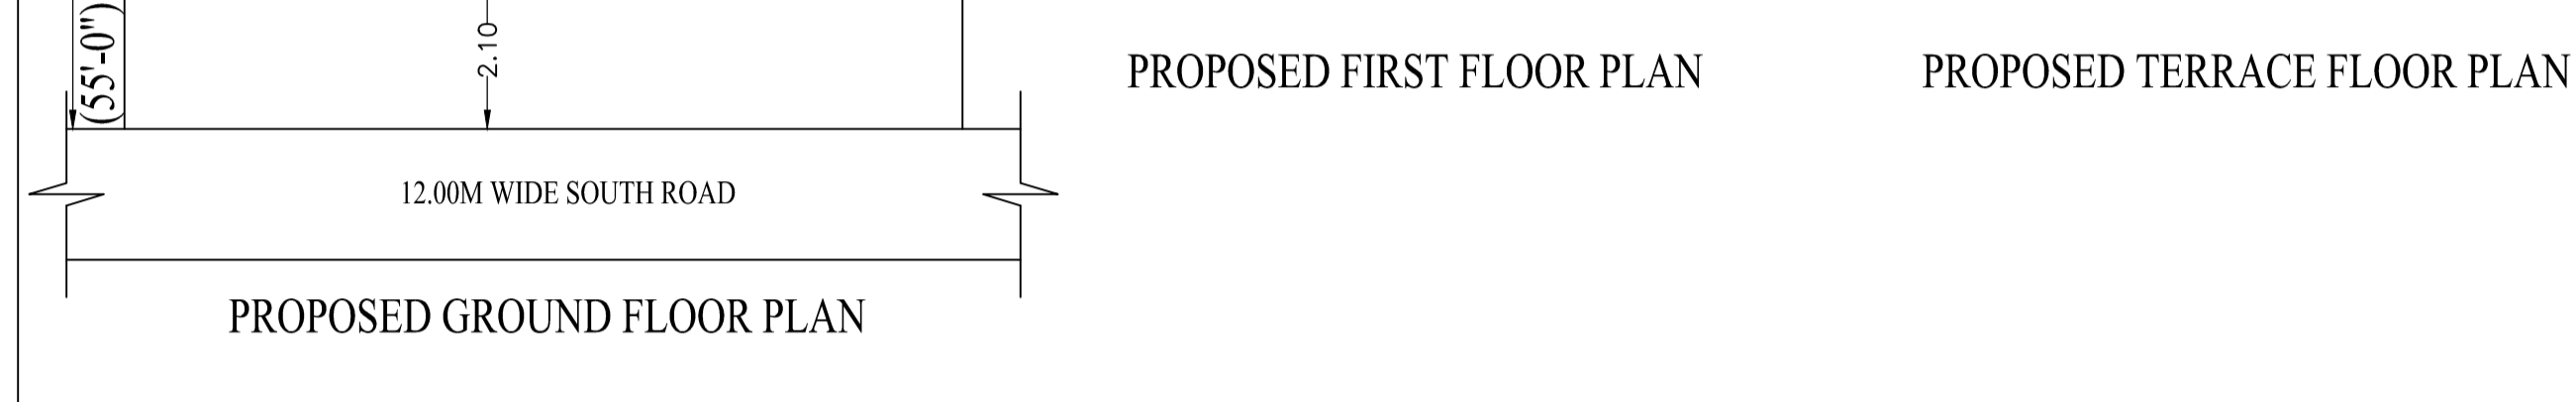 (55'-0")
2.10
PROPOSED FIRST FLOOR PLAN
PROPOSED TERRACE FLOOR PLAN
12.00M WIDE SOUTH ROAD
PROPOSED GROUND FLOOR PLAN